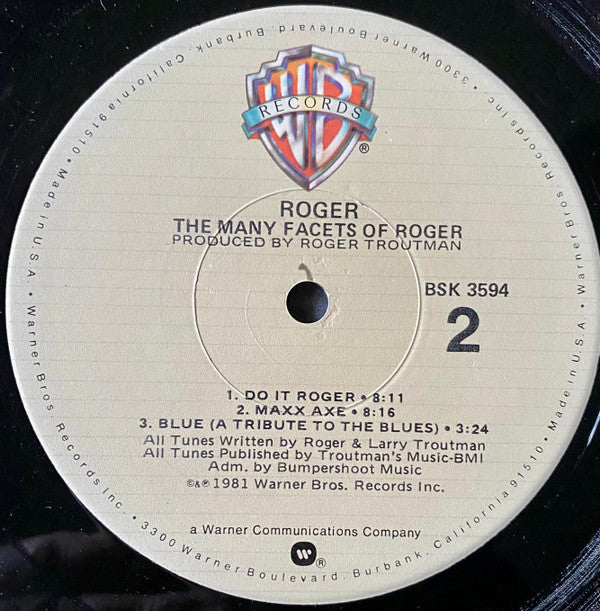 WB
RECORDS
®
ROGER
THE MANY FACETS OF ROGER
PRODUCED BY ROGER TROUTMAN
BSK 3594
2
1. DO IT ROGER • 8:11
2. MAXX AXE • 8:16
3. BLUE (A TRIBUTE TO THE BLUES) • 3:24
All Tunes Written by Roger & Larry Troutman
All Tunes Published by Troutman's Music-BMI
Adm. by Bumpershoot Music
©&℗ 1981 Warner Bros. Records Inc.
a Warner Communications Company
W ®
• 3300 Warner Boulevard. Burbank, California 91510 • Made in U.S.A. • Warner Bros. Records Inc. • 3300 Warner Boulevard. Burbank, California 91510 • Made in U.S.A. • Warner Bros. Records Inc.